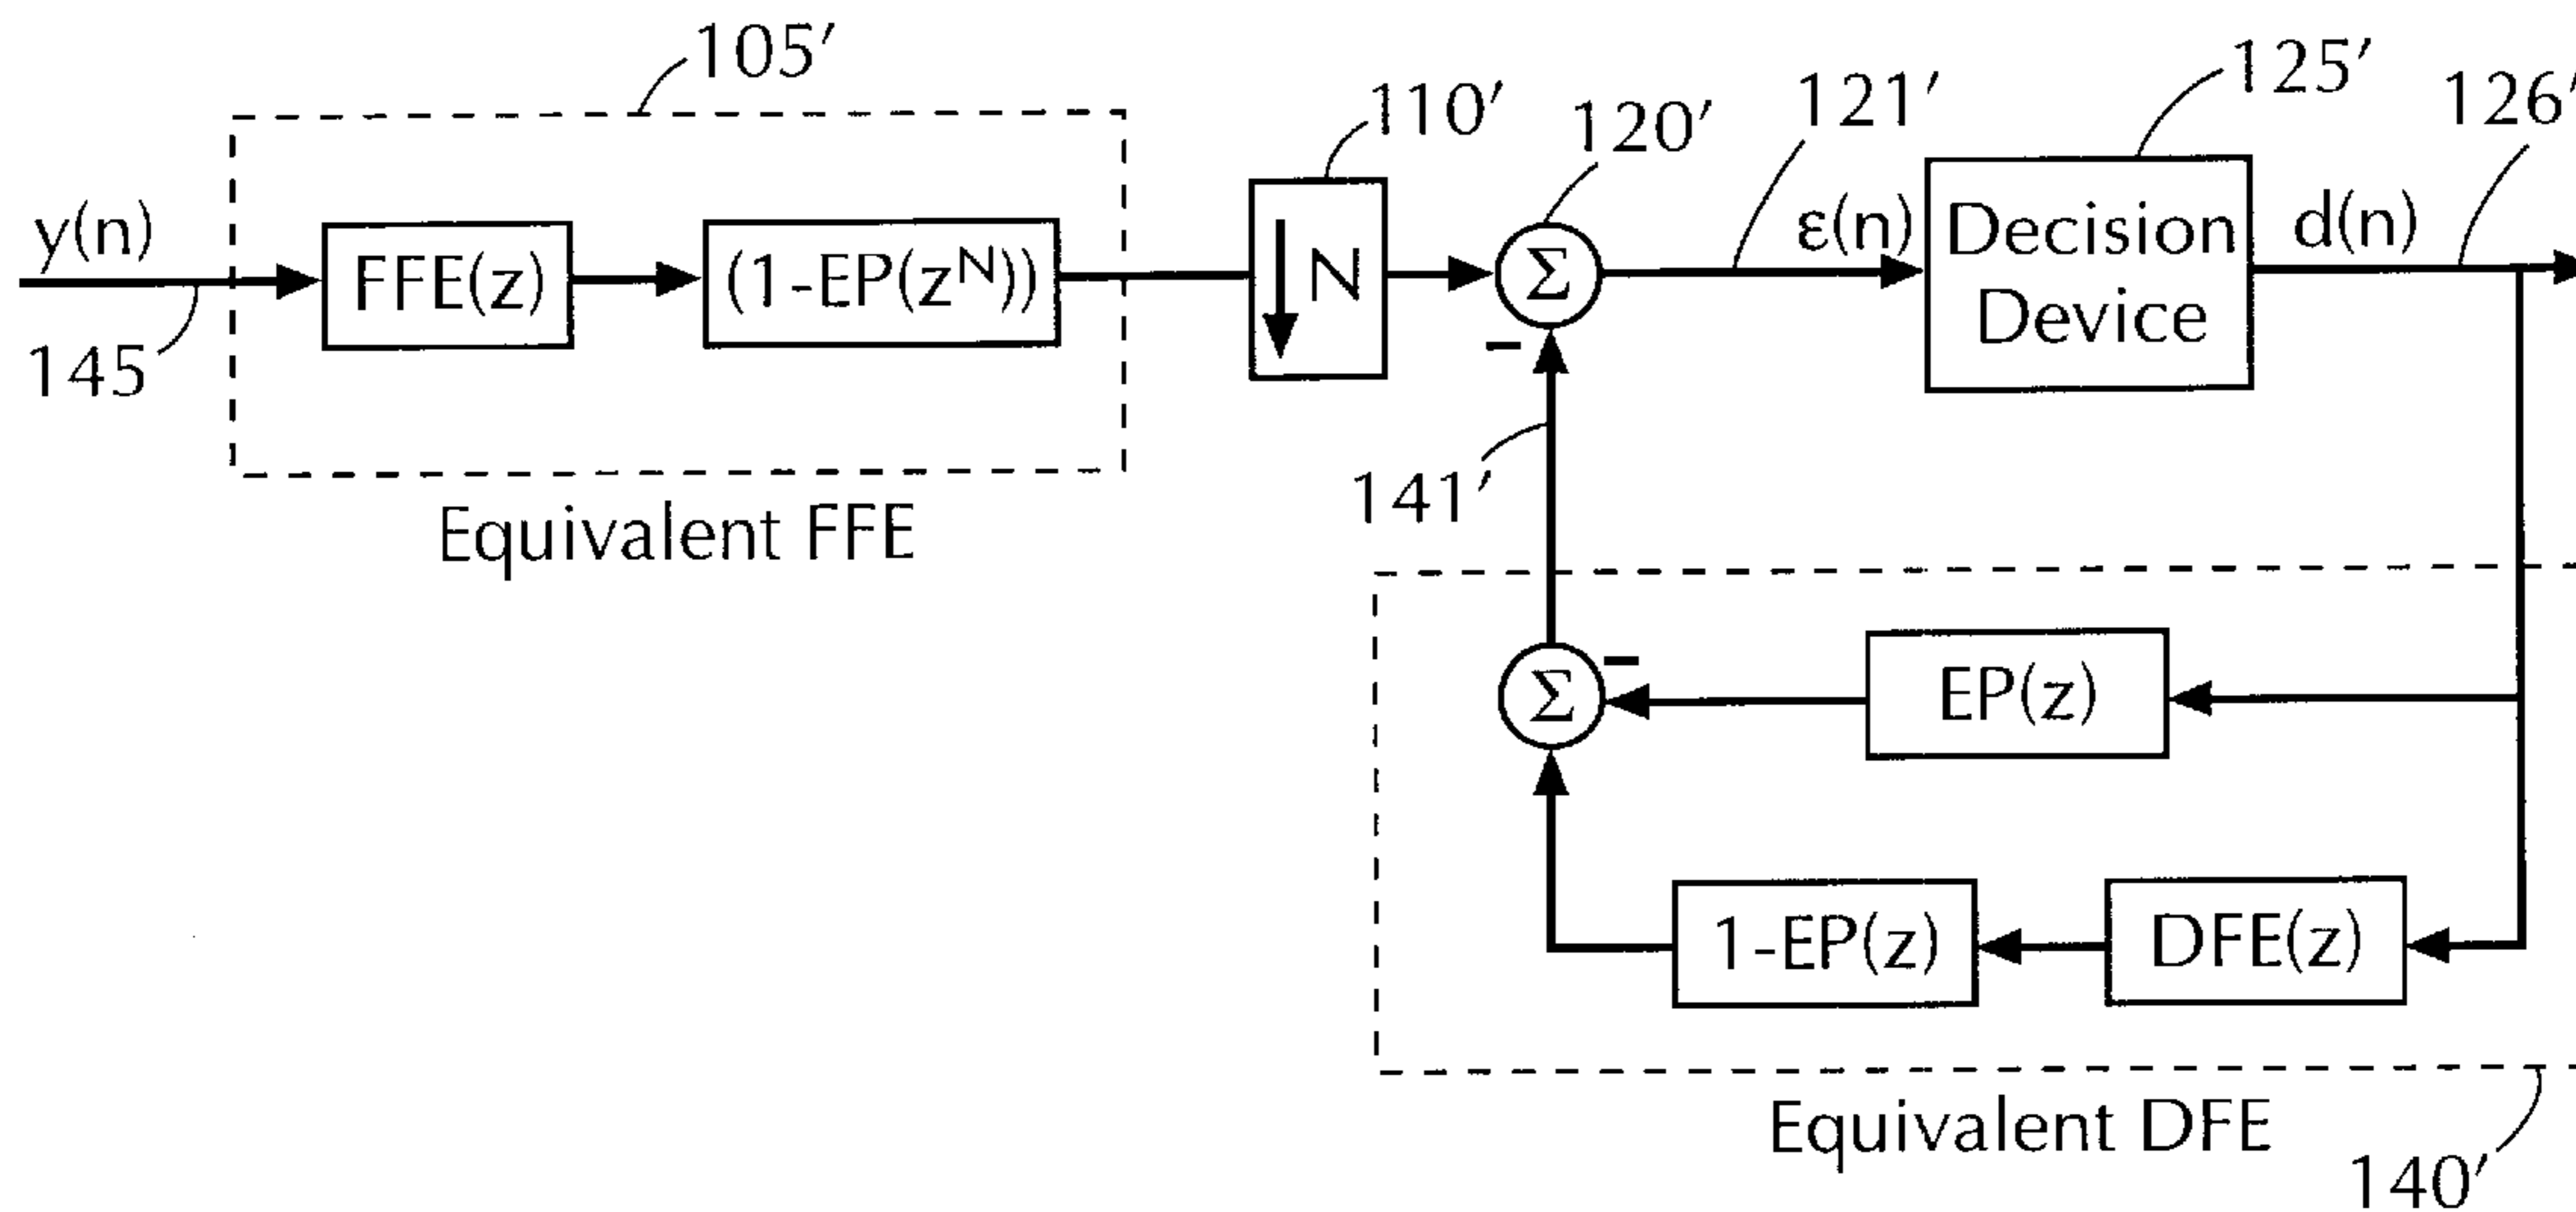 105′
110′
120′
121′
125′
126′
y(n)
FFE(z)
(1-EP(z^N))
N
Σ
ε(n)
Decision
Device
d(n)
145
-
Equivalent FFE
141′
Σ
-
EP(z)
1-EP(z)
DFE(z)
Equivalent DFE
140′